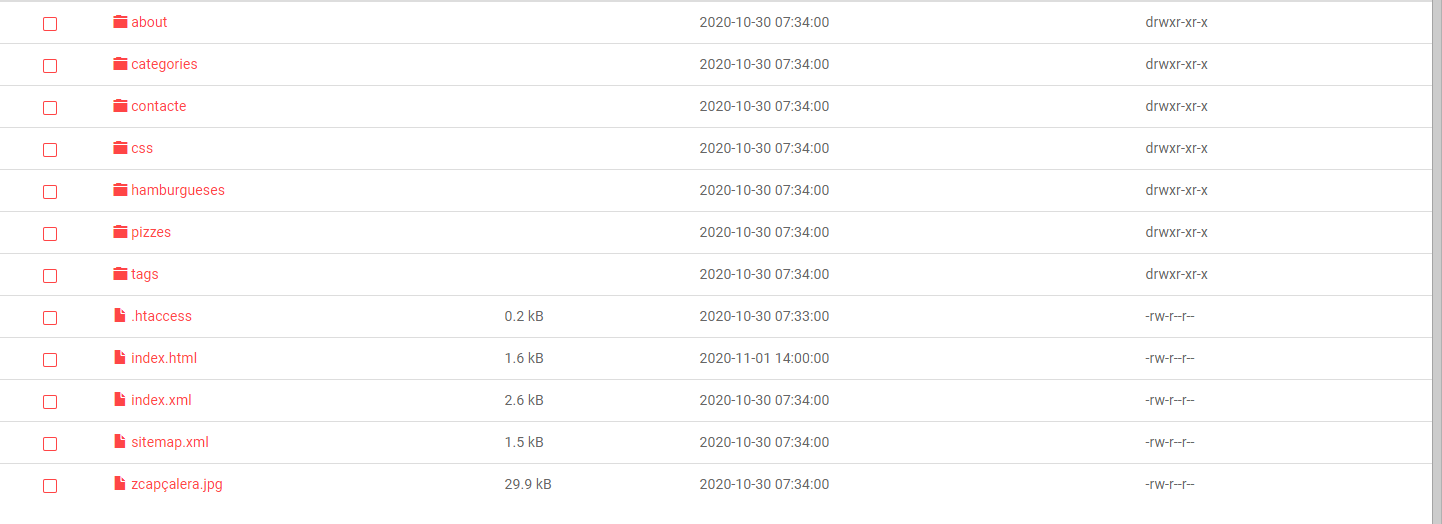 about 2020-10-30 07:34:00 drwxr-xr-x
categories 2020-10-30 07:34:00 drwxr-xr-x
contacte 2020-10-30 07:34:00 drwxr-xr-x
css 2020-10-30 07:34:00 drwxr-xr-x
hamburgueses 2020-10-30 07:34:00 drwxr-xr-x
pizzes 2020-10-30 07:34:00 drwxr-xr-x
tags 2020-10-30 07:34:00 drwxr-xr-x
.htaccess 0.2 kB 2020-10-30 07:33:00 -rw-r--r--
index.html 1.6 kB 2020-11-01 14:00:00 -rw-r--r--
index.xml 2.6 kB 2020-10-30 07:34:00 -rw-r--r--
sitemap.xml 1.5 kB 2020-10-30 07:34:00 -rw-r--r--
zcapçalera.jpg 29.9 kB 2020-10-30 07:34:00 -rw-r--r--